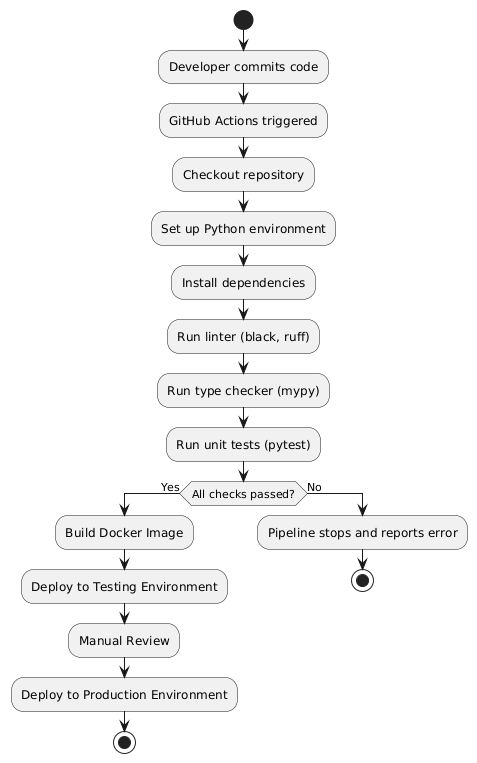 Developer commits code
GitHub Actions triggered
Checkout repository
Set up Python environment
Install dependencies
Run linter (black, ruff)
Run type checker (mypy)
Run unit tests (pytest)
Yes
All checks passed?
No
Build Docker Image
Pipeline stops and reports error
Deploy to Testing Environment
Manual Review
Deploy to Production Environment